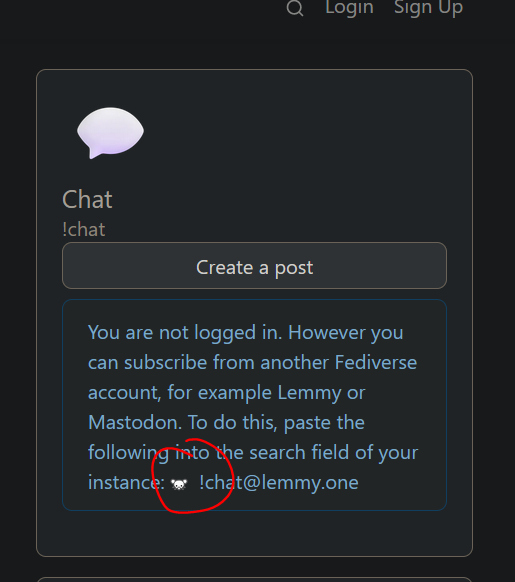 Login Sign Up
Chat
!chat
Create a post
You are not logged in. However you
can subscribe from another Fediverse
account, for example Lemmy or
Mastodon. To do this, paste the
following into the search field of your
instance: !chat@lemmy.one